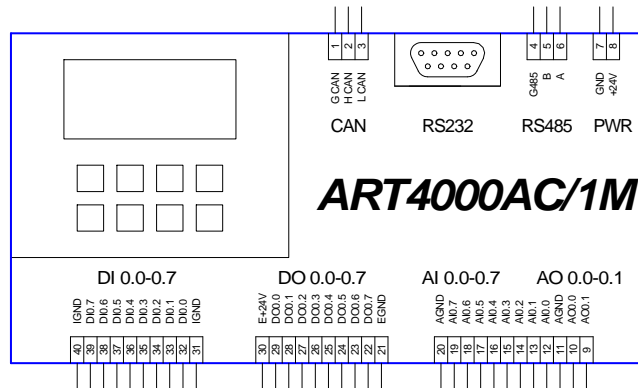 1 2 3 4 5 6 7 8
G CAN H CAN L CAN G485 B A GND +24V
CAN RS232 RS485 PWR
ART4000AC/1M
DI 0.0-0.7 DO 0.0-0.7 AI 0.0-0.7 AO 0.0-0.1
IGND DI0.7 DI0.6 DI0.5 DI0.4 DI0.3 DI0.2 DI0.1 DI0.0 IGND E+24V DO0.0 DO0.1 DO0.2 DO0.3 DO0.4 DO0.5 DO0.6 DO0.7 EGND AGND AI0.7 AI0.6 AI0.5 AI0.4 AI0.3 AI0.2 AI0.1 AI0.0 AGND AO0.0 AO0.1
40 39 38 37 36 35 34 33 32 31 30 29 28 27 26 25 24 23 22 21 20 19 18 17 16 15 14 13 12 11 10 9